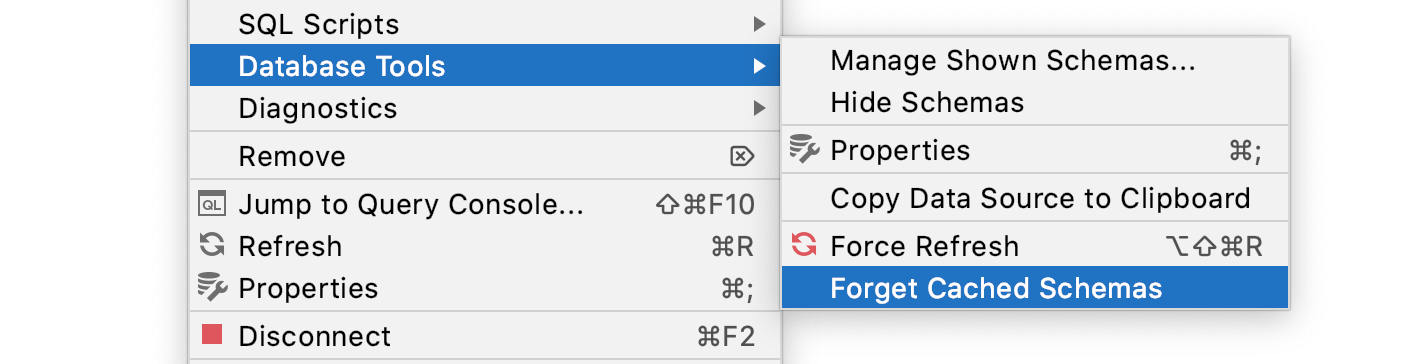 SQL Scripts
Database Tools
Diagnostics
Remove
QL Jump to Query Console... ⇧⌘F10
Refresh ⌘R
Properties ⌘;
Disconnect ⌘F2
Manage Shown Schemas...
Hide Schemas
Properties ⌘;
Copy Data Source to Clipboard
Force Refresh ⌥⇧⌘R
Forget Cached Schemas